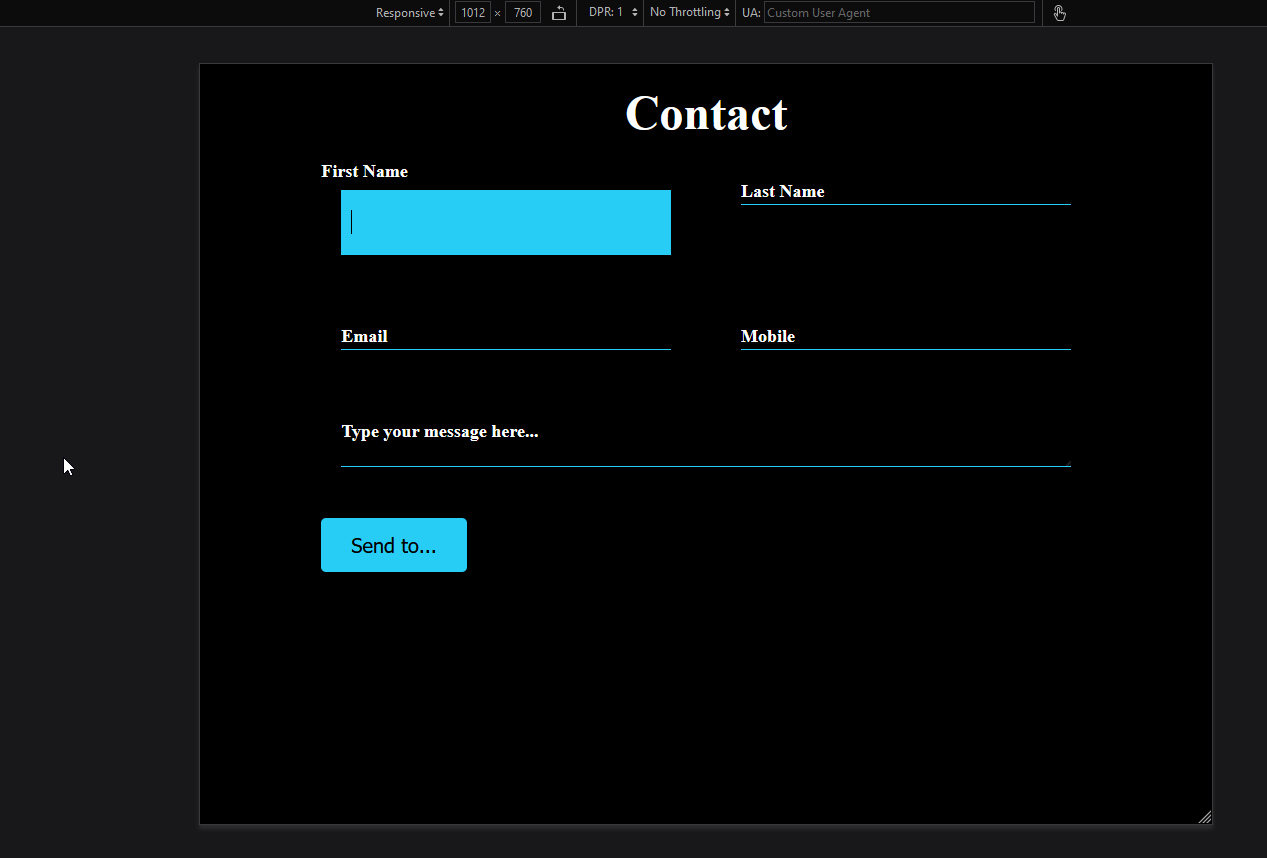 Responsive 1012 × 760 DPR: 1 No Throttling UA: Custom User Agent
Contact
First Name
Last Name
Email
Mobile
Type your message here...
Send to...